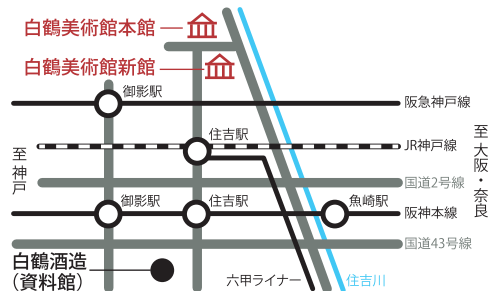 白鶴美術館本館
白鶴美術館新館
御影駅
阪急神戸線
住吉駅
至神戸
JR神戸線
至大阪・奈良
国道2号線
御影駅
住吉駅
魚崎駅
阪神本線
国道43号線
白鶴酒造
（資料館）
六甲ライナー
住吉川